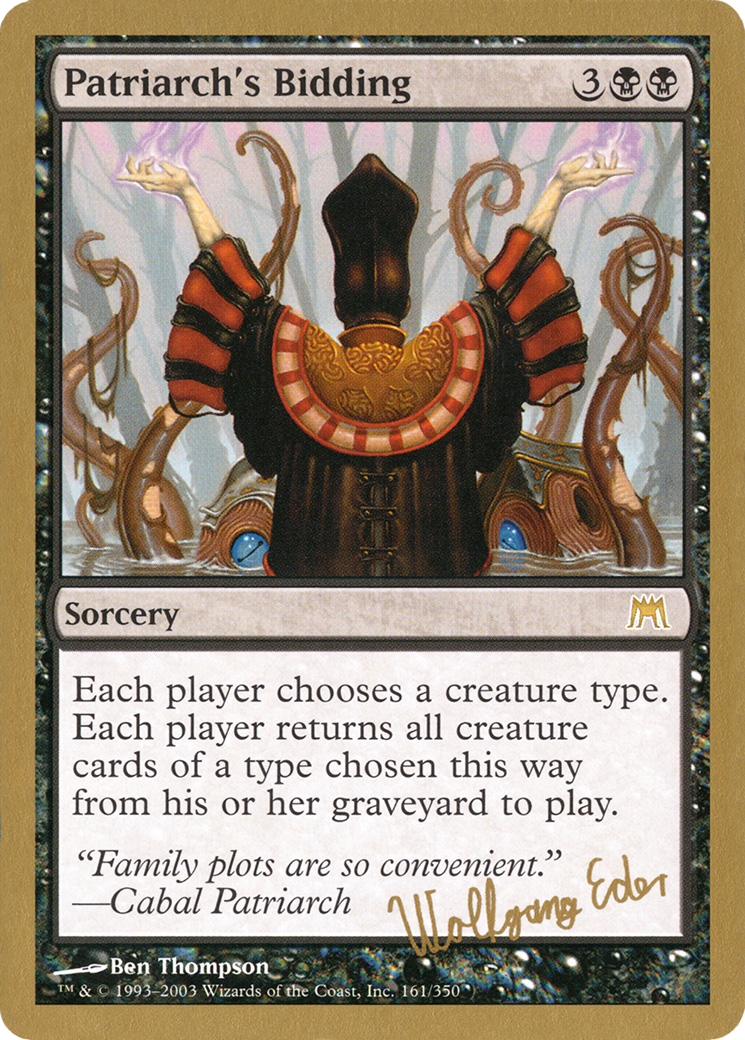 Patriarch's Bidding 3
Sorcery
Each player chooses a creature type.
Each player returns all creature
cards of a type chosen this way
from his or her graveyard to play.
“Family plots are so convenient.”
—Cabal Patriarch
Wolfgang Eder
Ben Thompson
™ & © 1993–2003 Wizards of the Coast, Inc. 161/350